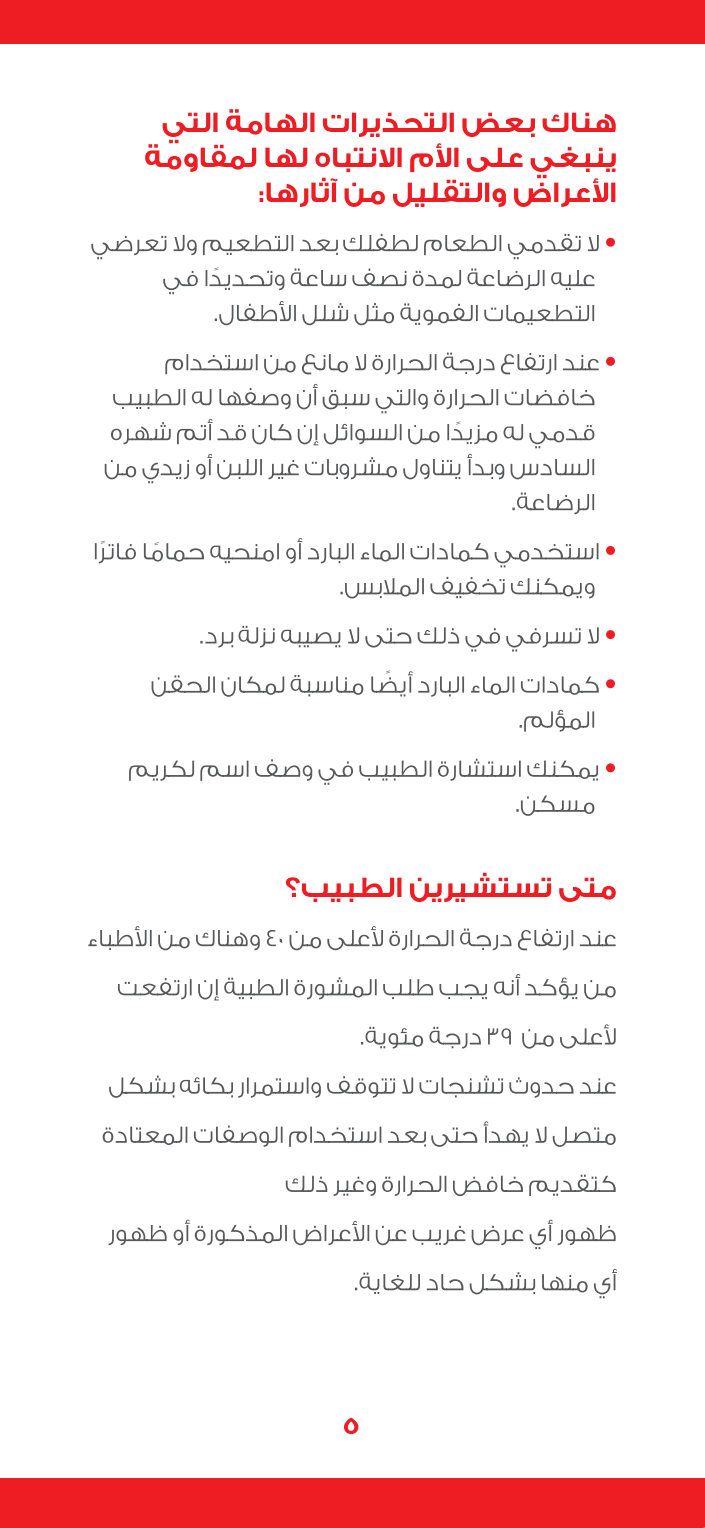 هناك بعض التحذيرات الهامة التي
ينبغي على الأم الانتباه لها لمقاومة
الأعراض والتقليل من آثارها:
• لا تقدمي الطعام لطفلك بعد التطعيم ولا تعرضي
عليه الرضاعة لمدة نصف ساعة وتحديدًا في
التطعيمات الفموية مثل شلل الأطفال.
• عند ارتفاع درجة الحرارة لا مانع من استخدام
خافضات الحرارة والتي سبق أن وصفها له الطبيب
قدمي له مزيدًا من السوائل إن كان قد أتم شهره
السادس وبدأ يتناول مشروبات غير اللبن أو زيدي من
الرضاعة.
• استخدمي كمادات الماء البارد أو امنحيه حمامًا فاترًا
ويمكنك تخفيف الملابس.
• لا تسرفي في ذلك حتى لا يصيبه نزلة برد.
• كمادات الماء البارد أيضًا مناسبة لمكان الحقن
المؤلم.
• يمكنك استشارة الطبيب في وصف اسم لكريم
مسكن.
متى تستشيرين الطبيب؟
عند ارتفاع درجة الحرارة لأعلى من ٤٠ وهناك من الأطباء
من يؤكد أنه يجب طلب المشورة الطبية إن ارتفعت
لأعلى من ٣٩ درجة مئوية.
عند حدوث تشنجات لا تتوقف واستمرار بكائه بشكل
متصل لا يهدأ حتى بعد استخدام الوصفات المعتادة
كتقديم خافض الحرارة وغير ذلك
ظهور أي عرض غريب عن الأعراض المذكورة أو ظهور
أي منها بشكل حاد للغاية.
٥